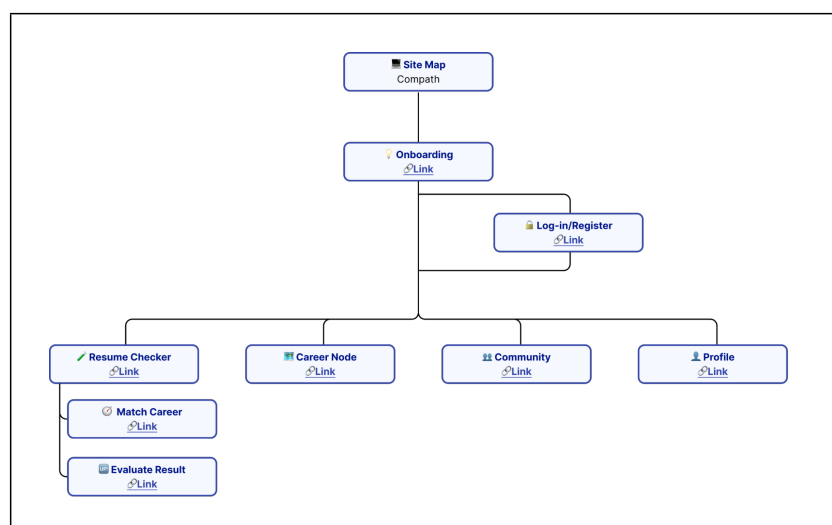 Site Map
Compath
Onboarding
Link
Log-in/Register
Link
Resume Checker
Link
Career Node
Link
Community
Link
Profile
Link
Match Career
Link
UP! Evaluate Result
Link